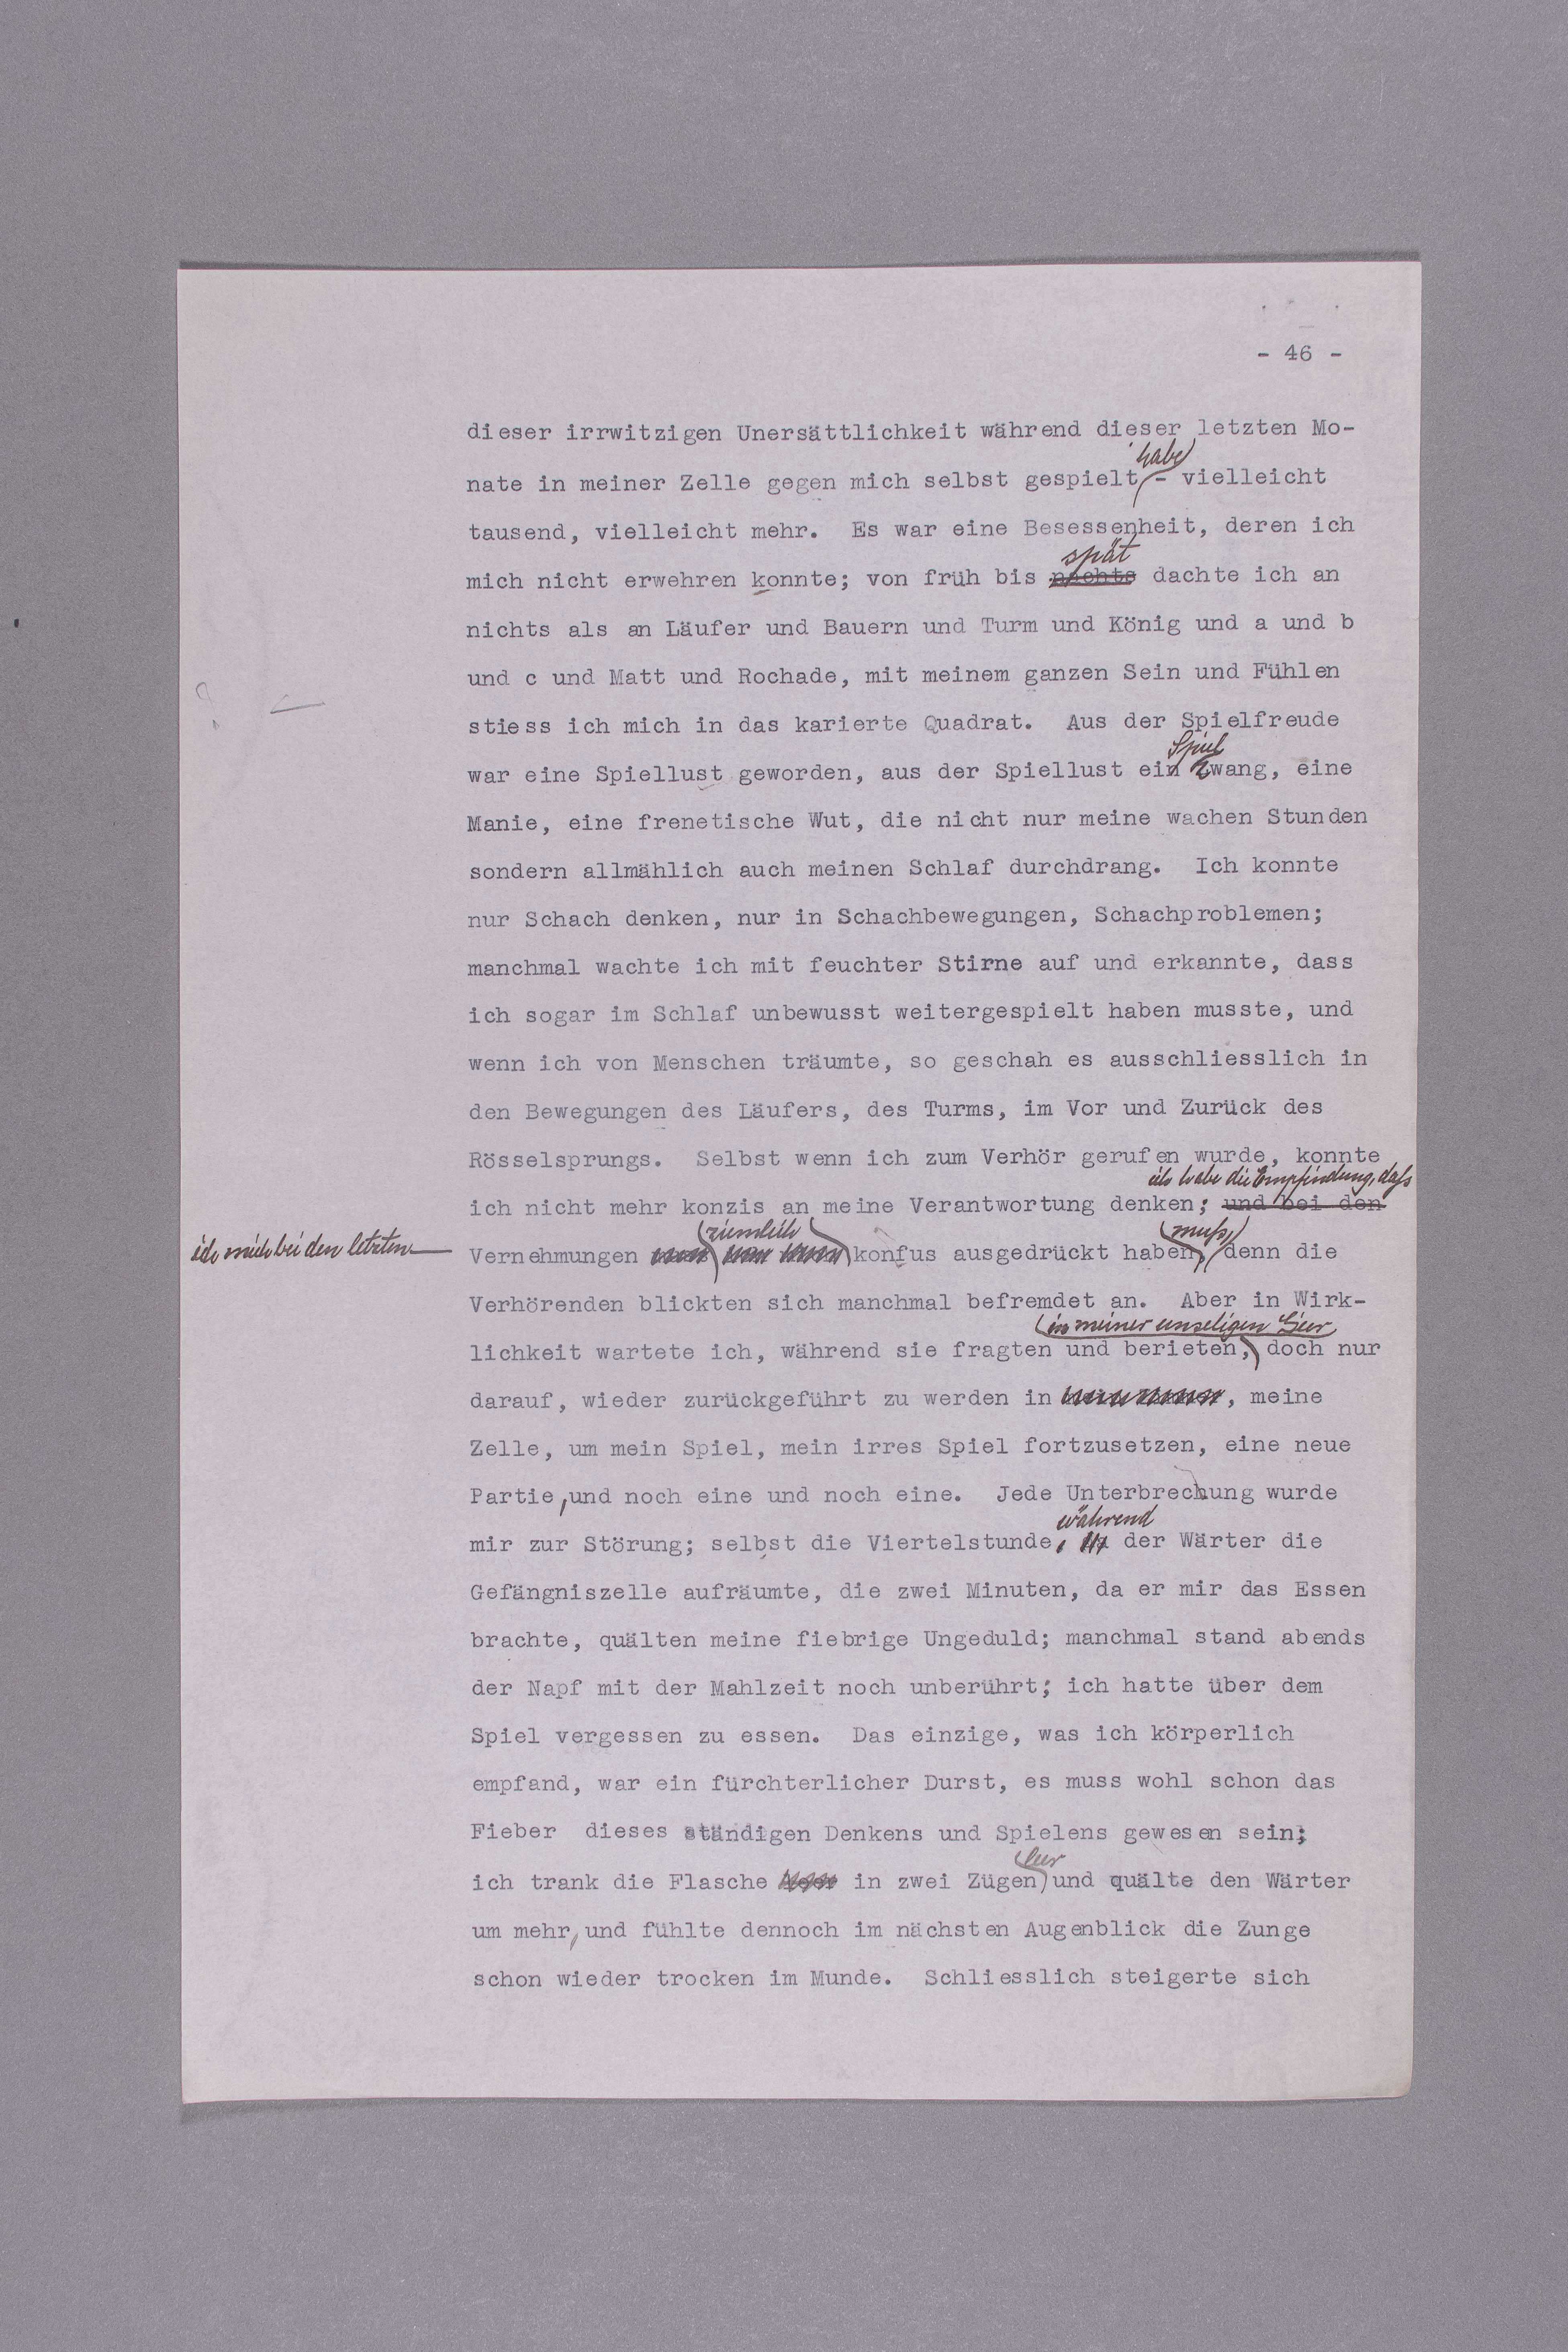 - 46 -
dieser irrwitzigen Unersättlichkeit während dieser letzten Mo-
habe
nate in meiner Zelle gegen mich selbst gespielt, - vielleicht
tausend, vielleicht mehr. Es war eine Besessenheit, deren ich
spät
mich nicht erwehren konnte; von früh bis nachts dachte ich an
nichts als an Läufer und Bauern und Turm und König und a und b
und c und Matt und Rochade, mit meinem ganzen Sein und Fühlen
stiess ich mich in das karierte Quadrat. Aus der Spielfreude
Spiel
war eine Spiellust geworden, aus der Spiellust ein zwang, eine
Manie, eine frenetische Wut, die nicht nur meine wachen Stunden
sondern allmählich auch meinen Schlaf durchdrang. Ich konnte
nur Schach denken, nur in Schachbewegungen, Schachproblemen;
manchmal wachte ich mit feuchter Stirne auf und erkannte, dass
ich sogar im Schlaf unbewusst weitergespielt haben musste, und
wenn ich von Menschen träumte, so geschah es ausschliesslich in
den Bewegungen des Läufers, des Turms, im Vor und Zurück des
Rösselsprungs. Selbst wenn ich zum Verhör gerufen wurde, konnte
ich habe die Empfindung, dass
ich nicht mehr konzis an meine Verantwortung denken; und bei den
ziemlich muss
ich mich bei den letzten Vernehmungen konfus ausgedrückt haben, denn die
Verhörenden blickten sich manchmal befremdet an. Aber in Wirk-
in meiner unseligen Gier
lichkeit wartete ich, während sie fragten und berieten, doch nur
darauf, wieder zurückgeführt zu werden in , meine
Zelle, um mein Spiel, mein irres Spiel fortzusetzen, eine neue
Partie, und noch eine und noch eine. Jede Unterbrechung wurde
während
mir zur Störung; selbst die Viertelstunde, der Wärter die
Gefängniszelle aufräumte, die zwei Minuten, da er mir das Essen
brachte, quälten meine fiebrige Ungeduld; manchmal stand abends
der Napf mit der Mahlzeit noch unberührt; ich hatte über dem
Spiel vergessen zu essen. Das einzige, was ich körperlich
empfand, war ein fürchterlicher Durst, es muss wohl schon das
Fieber dieses ständigen Denkens und Spielens gewesen sein;
leer
ich trank die Flasche in zwei Zügen und quälte den Wärter
um mehr, und fühlte dennoch im nächsten Augenblick die Zunge
schon wieder trocken im Munde. Schliesslich steigerte sich